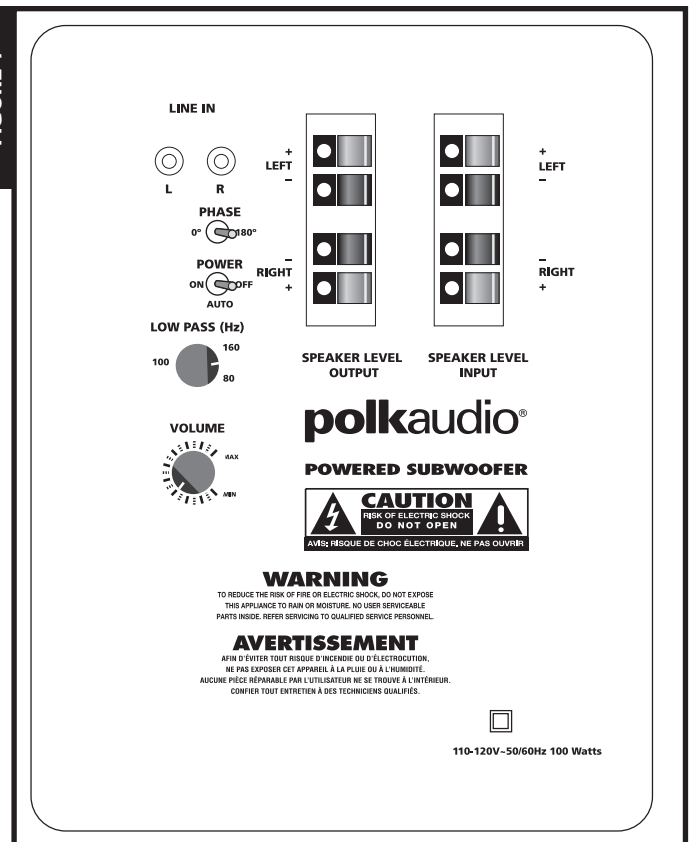 LINE IN
L R
PHASE
0° 180°
POWER
ON OFF
AUTO
LOW PASS (Hz)
160
100
80
VOLUME
MAX
MIN
+
LEFT
–
–
RIGHT
+
SPEAKER LEVEL
OUTPUT
+
LEFT
–
–
RIGHT
+
SPEAKER LEVEL
INPUT
polkaudio®
POWERED SUBWOOFER
CAUTION
RISK OF ELECTRIC SHOCK
DO NOT OPEN
AVIS: RISQUE DE CHOC ÉLECTRIQUE, NE PAS OUVRIR
WARNING
TO REDUCE THE RISK OF FIRE OR ELECTRIC SHOCK, DO NOT EXPOSE
THIS APPLIANCE TO RAIN OR MOISTURE. NO USER SERVICEABLE
PARTS INSIDE. REFER SERVICING TO QUALIFIED SERVICE PERSONNEL.
AVERTISSEMENT
AFIN D'ÉVITER TOUT RISQUE D'INCENDIE OU D'ÉLECTROCUTION,
NE PAS EXPOSER CET APPAREIL À LA PLUIE OU À L'HUMIDITÉ.
AUCUNE PIÈCE RÉPARABLE PAR L'UTILISATEUR NE SE TROUVE À L'INTÉRIEUR.
CONFIER TOUT ENTRETIEN À DES TECHNICIENS QUALIFIÉS.
110-120V~50/60Hz 100 Watts